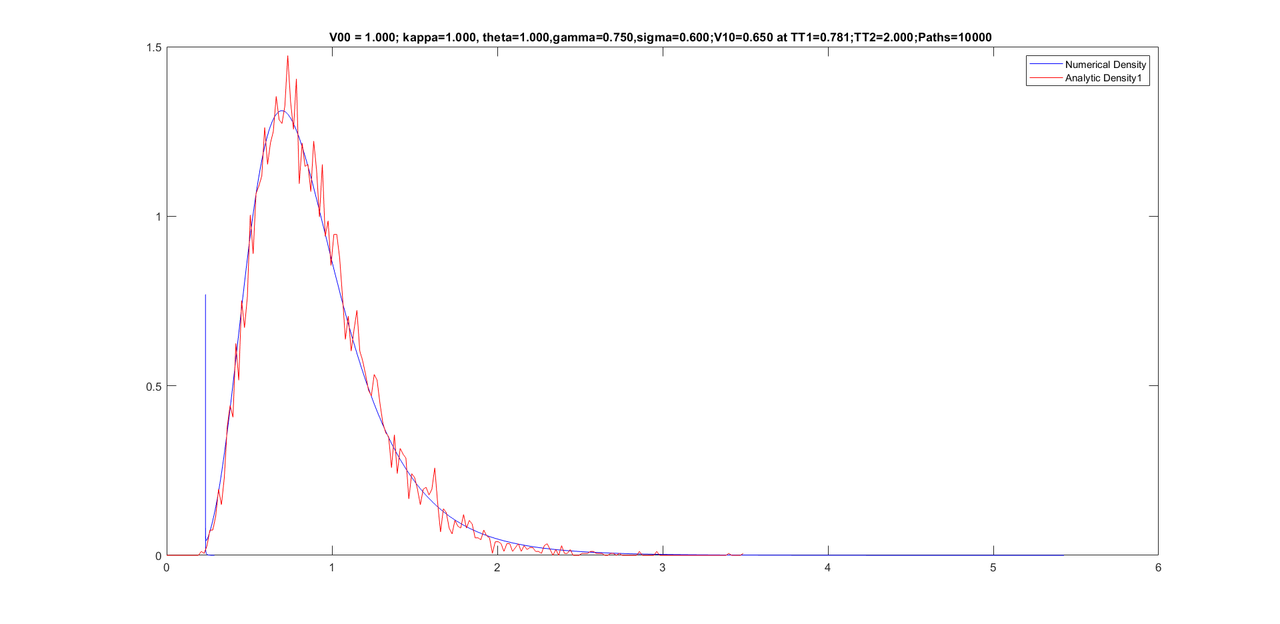 V00 = 1.000; kappa=1.000, theta=1.000,gamma=0.750,sigma=0.600;V10=0.650 at TT1=0.781;TT2=2.000;Paths=10000
Numerical Density
Analytic Density1
1.5
1
0.5
0
0 1 2 3 4 5 6